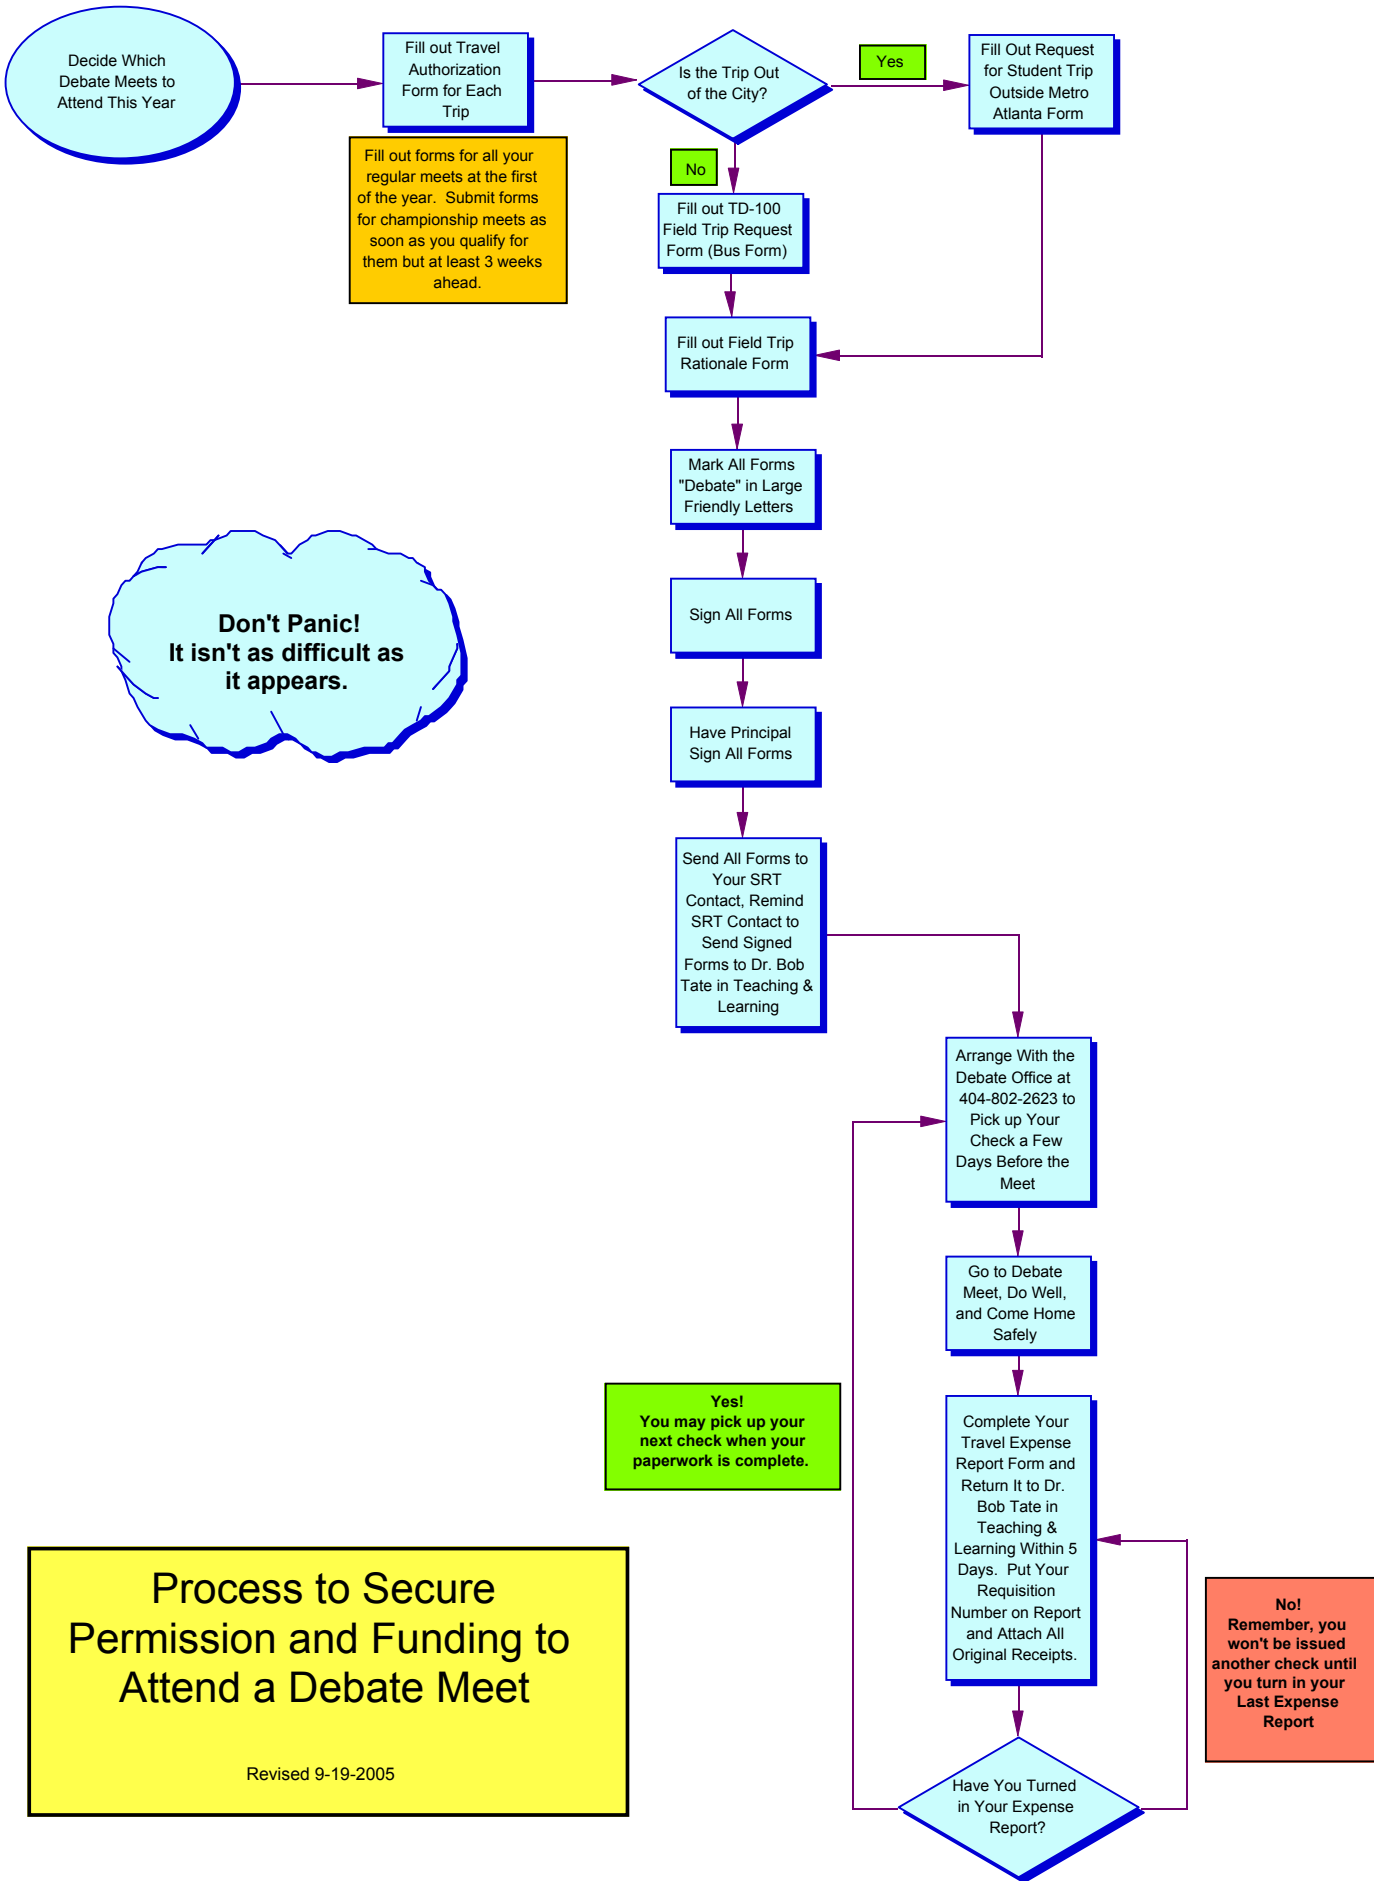 Decide Which
Debate Meets to
Attend This Year
Fill out Travel
Authorization
Form for Each
Trip
Is the Trip Out
of the City?
Yes
Fill Out Request
for Student Trip
Outside Metro
Atlanta Form
Fill out forms for all your
regular meets at the first
of the year. Submit forms
for championship meets as
soon as you qualify for
them but at least 3 weeks
ahead.
No
Fill out TD-100
Field Trip Request
Form (Bus Form)
Fill out Field Trip
Rationale Form
Mark All Forms
"Debate" in Large
Friendly Letters
Don't Panic!
It isn't as difficult as
it appears.
Sign All Forms
Have Principal
Sign All Forms
Send All Forms to
Your SRT
Contact, Remind
SRT Contact to
Send Signed
Forms to Dr. Bob
Tate in Teaching &
Learning
Arrange With the
Debate Office at
404-802-2623 to
Pick up Your
Check a Few
Days Before the
Meet
Go to Debate
Meet, Do Well,
and Come Home
Safely
Yes!
You may pick up your
next check when your
paperwork is complete.
Complete Your
Travel Expense
Report Form and
Return It to Dr.
Bob Tate in
Teaching &
Learning Within 5
Days. Put Your
Requisition
Number on Report
and Attach All
Original Receipts.
No!
Remember, you
won't be issued
another check until
you turn in your
Last Expense
Report
Process to Secure
Permission and Funding to
Attend a Debate Meet
Revised 9-19-2005
Have You Turned
in Your Expense
Report?